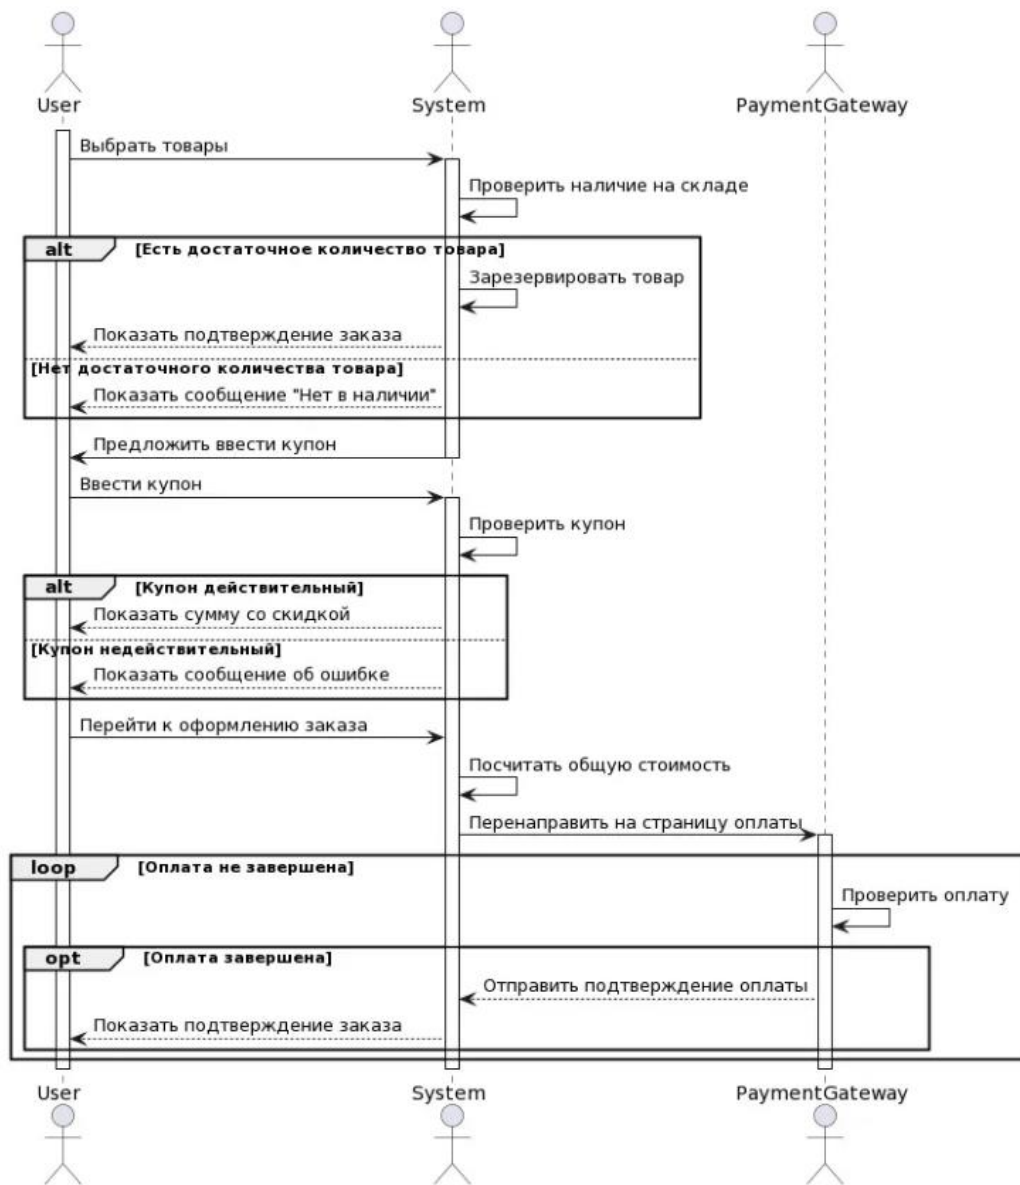 User System PaymentGateway
Выбрать товары
Проверить наличие на складе
alt [Есть достаточное количество товара]
Зарезервировать товар
Показать подтверждение заказа
[Нет достаточного количества товара]
Показать сообщение "Нет в наличии"
Предложить ввести купон
Ввести купон
Проверить купон
alt [Купон действительный]
Показать сумму со скидкой
[Купон недействительный]
Показать сообщение об ошибке
Перейти к оформлению заказа
Посчитать общую стоимость
Перенаправить на страницу оплаты
loop [Оплата не завершена]
Проверить оплату
opt [Оплата завершена]
Отправить подтверждение оплаты
Показать подтверждение заказа
User System PaymentGateway